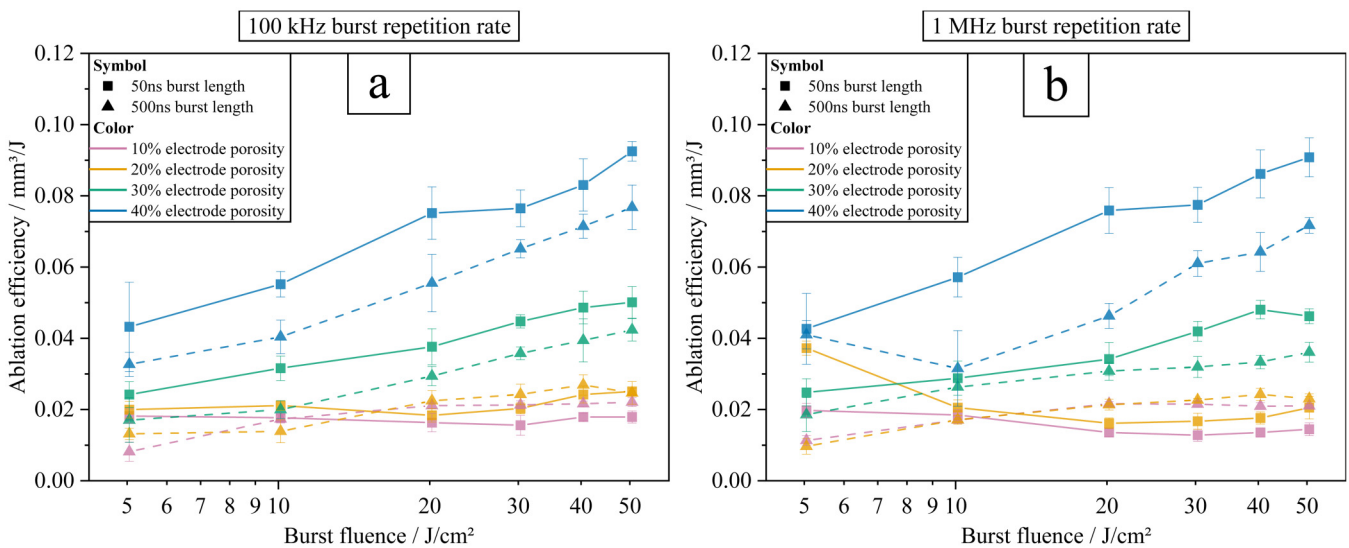 100 kHz burst repetition rate
0.12
0.10
0.08
0.06
0.04
0.02
0.00
Ablation efficiency / mm³/J
Symbol
50ns burst length
500ns burst length
Color
10% electrode porosity
20% electrode porosity
30% electrode porosity
40% electrode porosity
a
5 6 7 8 9 10 20 30 40 50
Burst fluence / J/cm²
1 MHz burst repetition rate
0.12
0.10
0.08
0.06
0.04
0.02
0.00
Ablation efficiency / mm³/J
Symbol
50ns burst length
500ns burst length
Color
10% electrode porosity
20% electrode porosity
30% electrode porosity
40% electrode porosity
b
5 6 7 8 9 10 20 30 40 50
Burst fluence / J/cm²